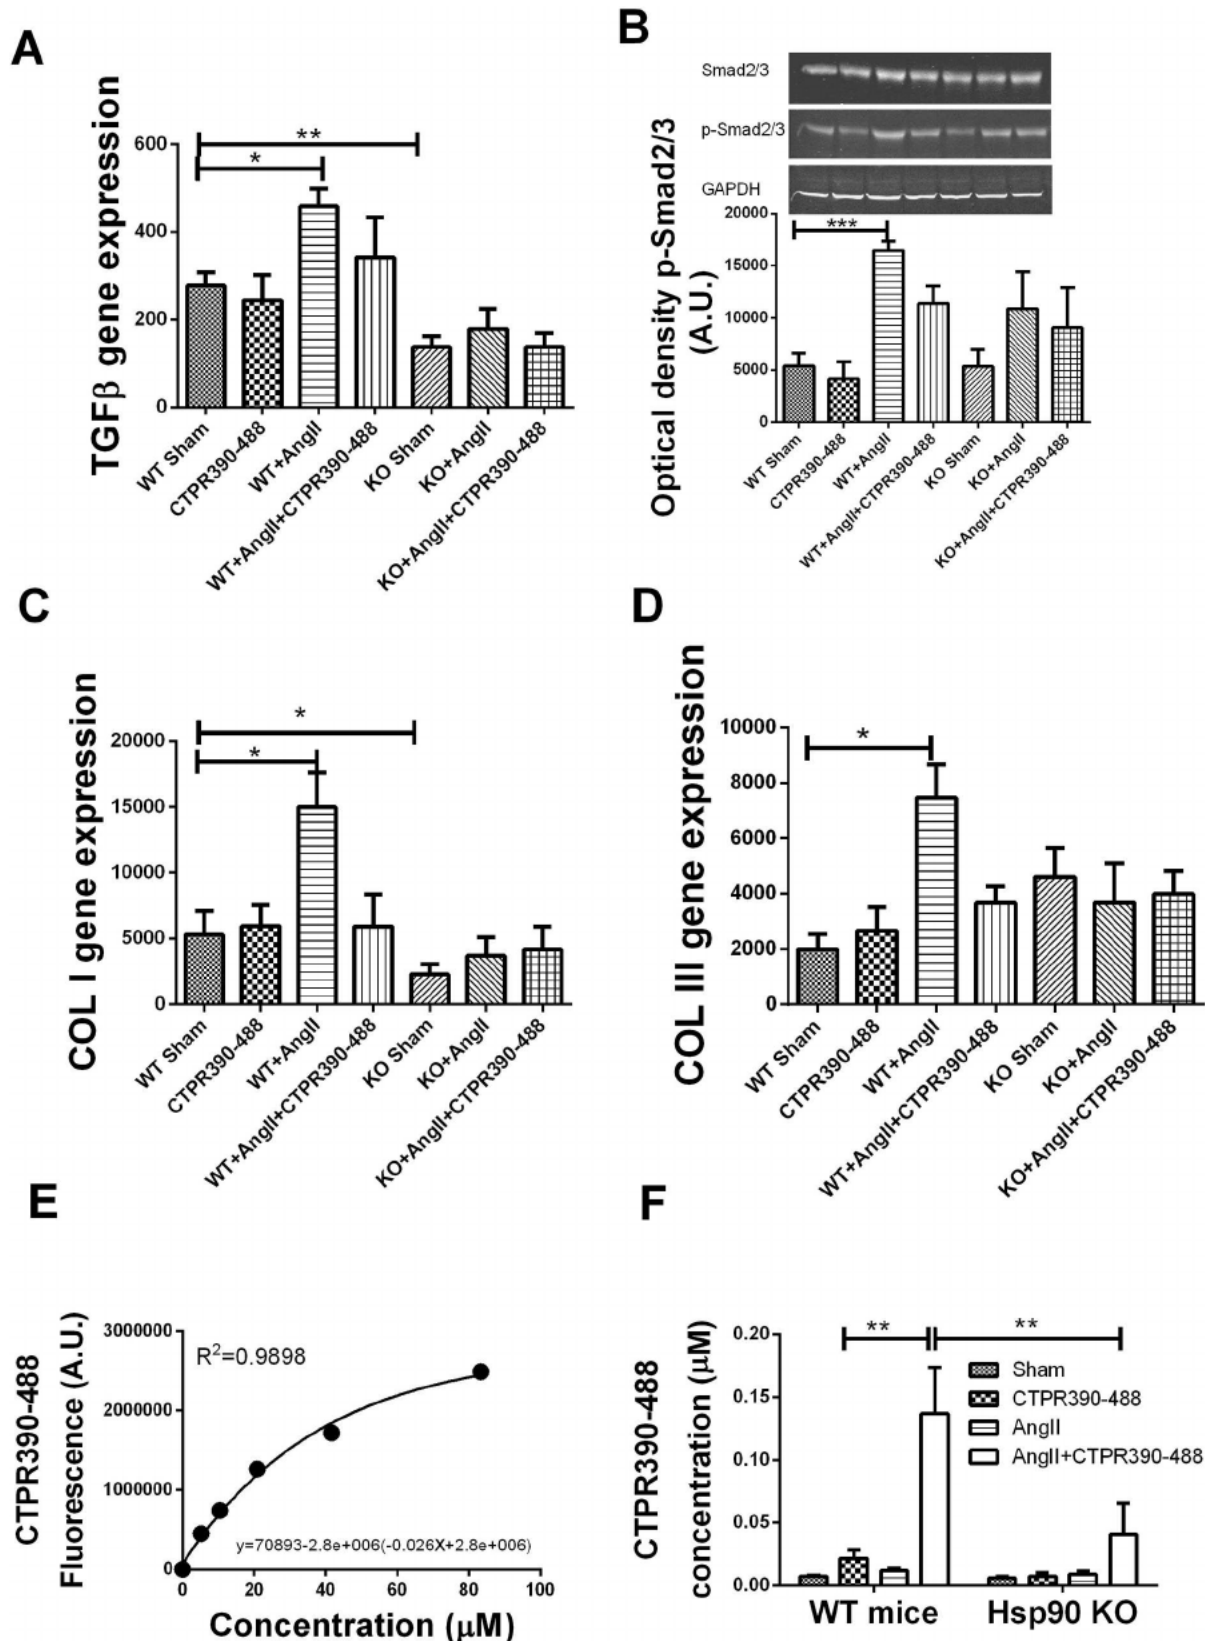 A
TGFβ gene expression
600
400
200
0
**
*
WT Sham
CTPR390-488
WT+AngII
WT+AngII+CTPR390-488
KO Sham
KO+AngII
KO+AngII+CTPR390-488
B
Smad2/3
p-Smad2/3
GAPDH
Optical density p-Smad2/3
(A.U.)
20000
15000
10000
5000
0
***
WT Sham
CTPR390-488
WT+AngII
WT+AngII+CTPR390-488
KO Sham
KO+AngII
KO+AngII+CTPR390-488
C
COL I gene expression
20000
15000
10000
5000
0
*
*
WT Sham
CTPR390-488
WT+AngII
WT+AngII+CTPR390-488
KO Sham
KO+AngII
KO+AngII+CTPR390-488
D
COL III gene expression
10000
8000
6000
4000
2000
0
*
WT Sham
CTPR390-488
WT+AngII
WT+AngII+CTPR390-488
KO Sham
KO+AngII
KO+AngII+CTPR390-488
E
CTPR390-488
Fluorescence (A.U.)
3000000
2000000
1000000
0
R²=0.9898
y=70893-2.8e+006(-0.026X+2.8e+006)
0 20 40 60 80 100
Concentration (µM)
F
CTPR390-488
concentration (µM)
0.20
0.15
0.10
0.05
0.00
** **
Sham
CTPR390-488
AngII
AngII+CTPR390-488
WT mice Hsp90 KO